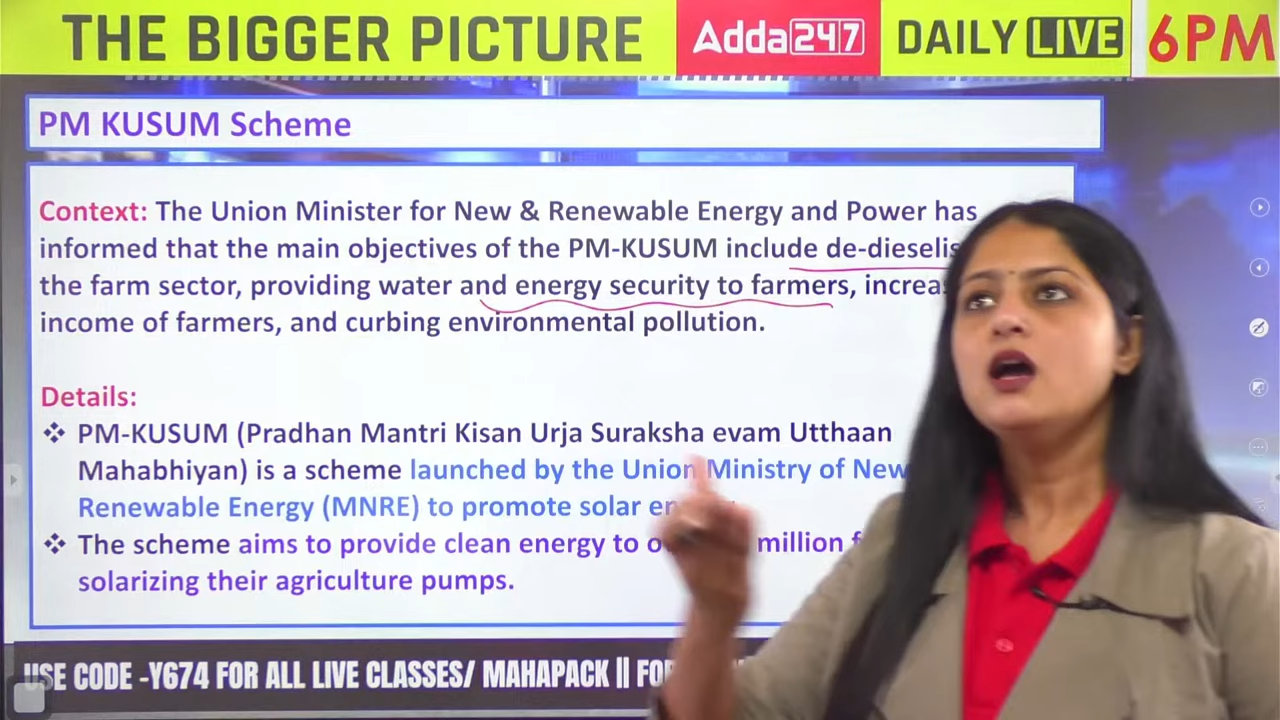 THE BIGGER PICTURE
Adda247
DAILY LIVE
6PM
PM KUSUM Scheme
Context: The Union Minister for New & Renewable Energy and Power has
informed that the main objectives of the PM-KUSUM include de-dieselis
the farm sector, providing water and energy security to farmers, increa
income of farmers, and curbing environmental pollution.
Details:
❖ PM-KUSUM (Pradhan Mantri Kisan Urja Suraksha evam Utthaan
Mahabhiyan) is a scheme launched by the Union Ministry of New
Renewable Energy (MNRE) to promote solar
❖ The scheme aims to provide clean energy to million
solarizing their agriculture pumps.
USE CODE -Y674 FOR ALL LIVE CLASSES/ MAHAPACK ||